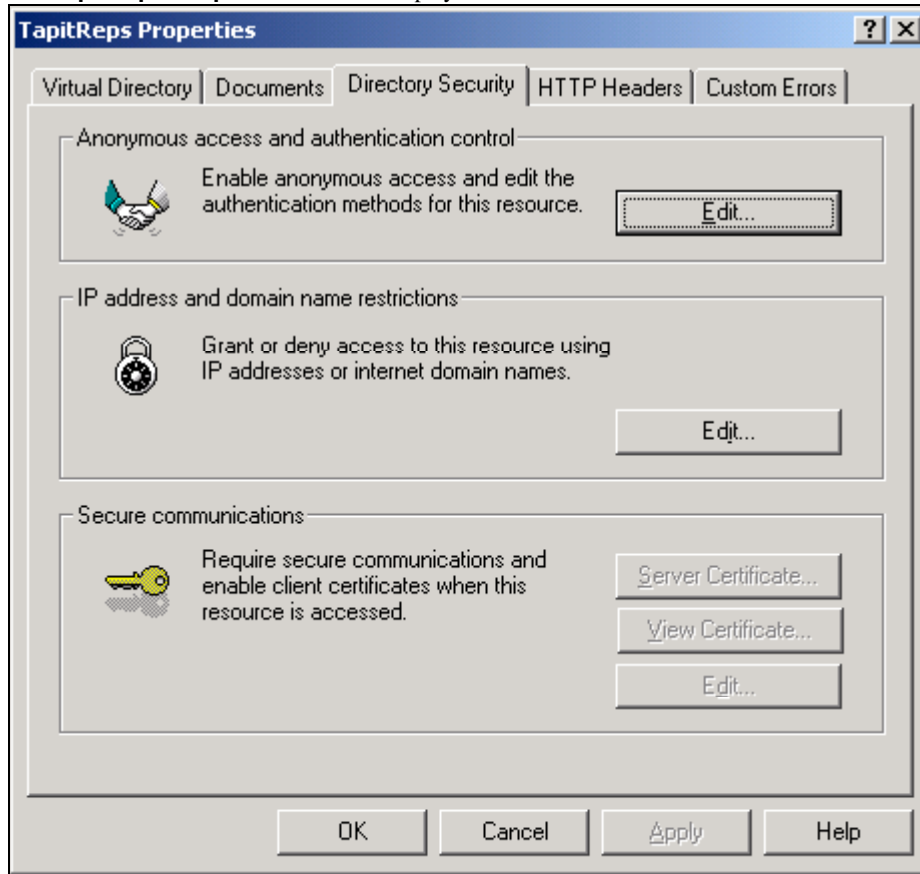 TapitReps Properties
Virtual Directory Documents Directory Security HTTP Headers Custom Errors
Anonymous access and authentication control
Enable anonymous access and edit the
authentication methods for this resource.
Edit...
IP address and domain name restrictions
Grant or deny access to this resource using
IP addresses or internet domain names.
Edit...
Secure communications
Require secure communications and
enable client certificates when this
resource is accessed.
Server Certificate...
View Certificate...
Edit...
OK Cancel Apply Help